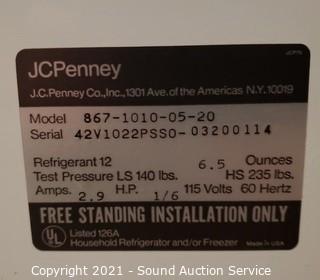 JCPenney
J.C. Penney Co., Inc., 1301 Ave. of the Americas N.Y. 10019
Model 867-1010-05-20
Serial 42V1022PSS0-03200114
Refrigerant 12 6.5 Ounces
Test Pressure LS 140 lbs. HS 235 lbs.
Amps. 2.9 H.P. 1/6 115 Volts 60 Hertz
FREE STANDING INSTALLATION ONLY
UL Listed 126A
Household Refrigerator and/or Freezer Made in USA
Copyright 2021 - Sound Auction Service